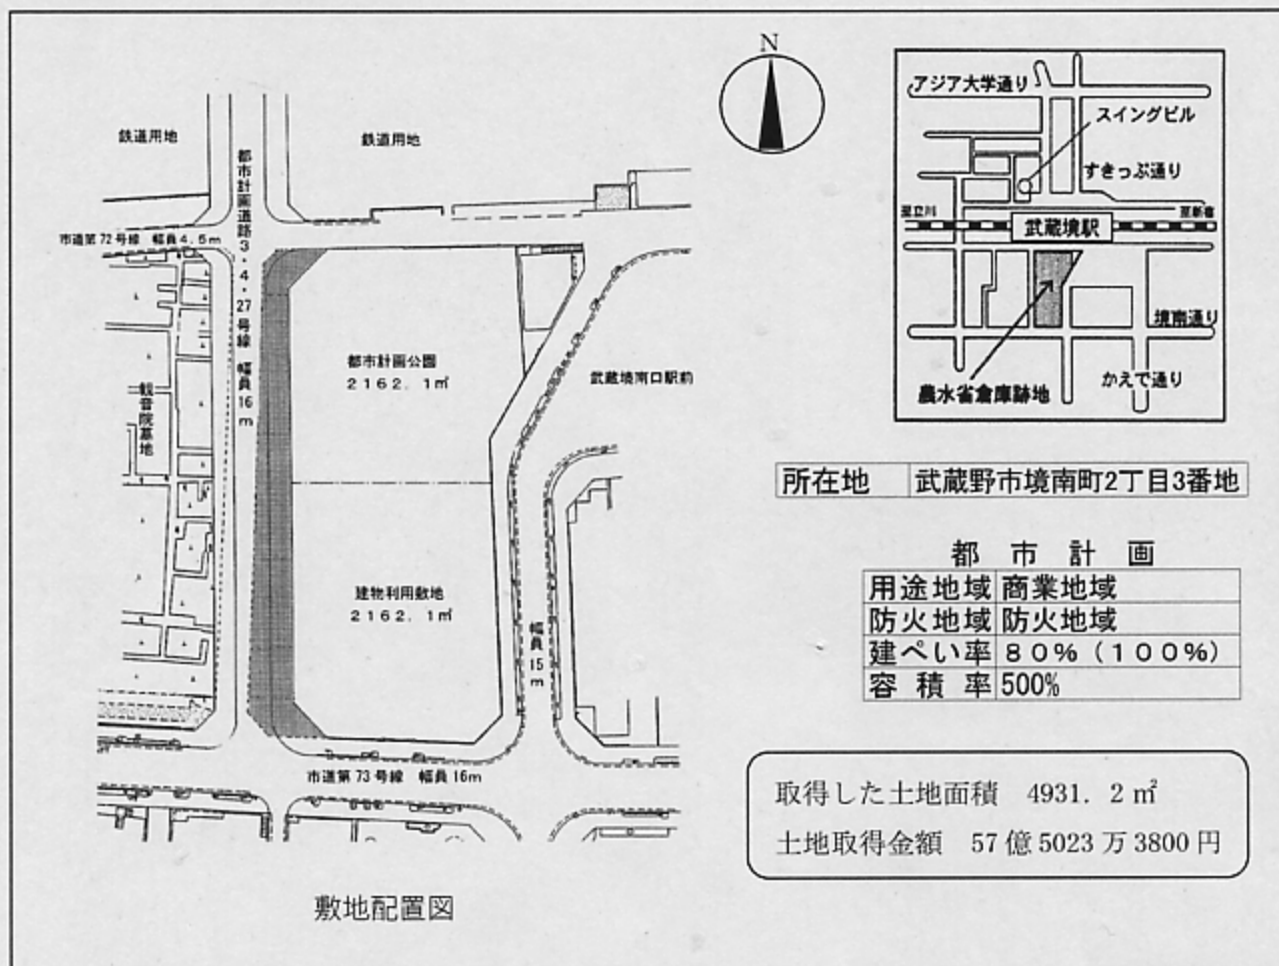 N
鉄道用地
鉄道用地
都市計画道路3・4・27号線 幅員16m
市道第72号線 幅員4.5m
観音院墓地
都市計画公園
2162.1㎡
武蔵境南口駅前
建物利用敷地
2162.1㎡
幅員15m
市道第73号線 幅員16m
敷地配置図
アジア大学通り
スイングビル
すきっぷ通り
至立川
武蔵境駅
至新宿
境南通り
かえで通り
農水省倉庫跡地
所在地 武蔵野市境南町2丁目3番地
都市計画
用途地域 商業地域
防火地域 防火地域
建ぺい率 80%(100%)
容積率 500%
取得した土地面積 4931.2㎡
土地取得金額 57億5023万3800円